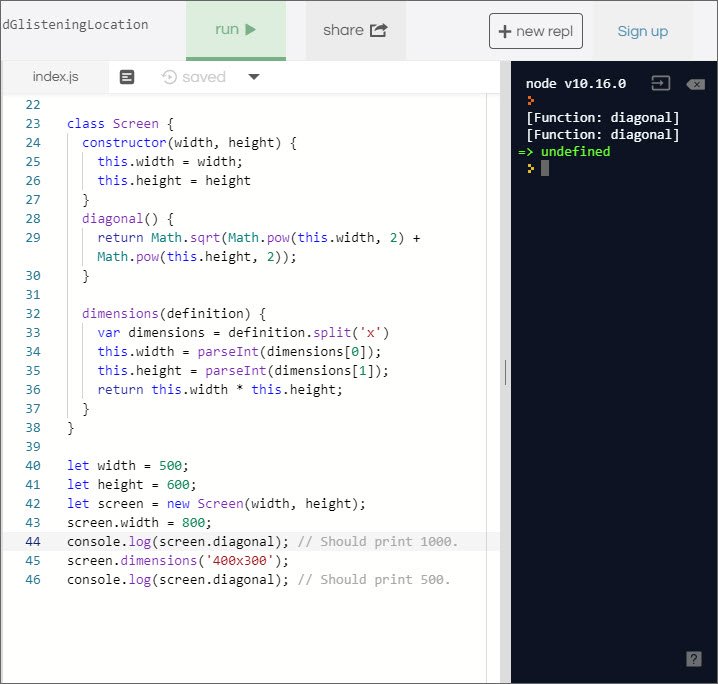 dGlisteningLocation
run
share
+ new repl
Sign up
index.js
saved
node v10.16.0
22
23 class Screen {
24 constructor(width, height) {
25 this.width = width;
26 this.height = height
27 }
28 diagonal() {
29 return Math.sqrt(Math.pow(this.width, 2) +
Math.pow(this.height, 2));
30 }
31
32 dimensions(definition) {
33 var dimensions = definition.split('x')
34 this.width = parseInt(dimensions[0]);
35 this.height = parseInt(dimensions[1]);
36 return this.width * this.height;
37 }
38 }
39
40 let width = 500;
41 let height = 600;
42 let screen = new Screen(width, height);
43 screen.width = 800;
44 console.log(screen.diagonal); // Should print 1000.
45 screen.dimensions('400x300');
46 console.log(screen.diagonal); // Should print 500.
[Function: diagonal]
[Function: diagonal]
=> undefined
?